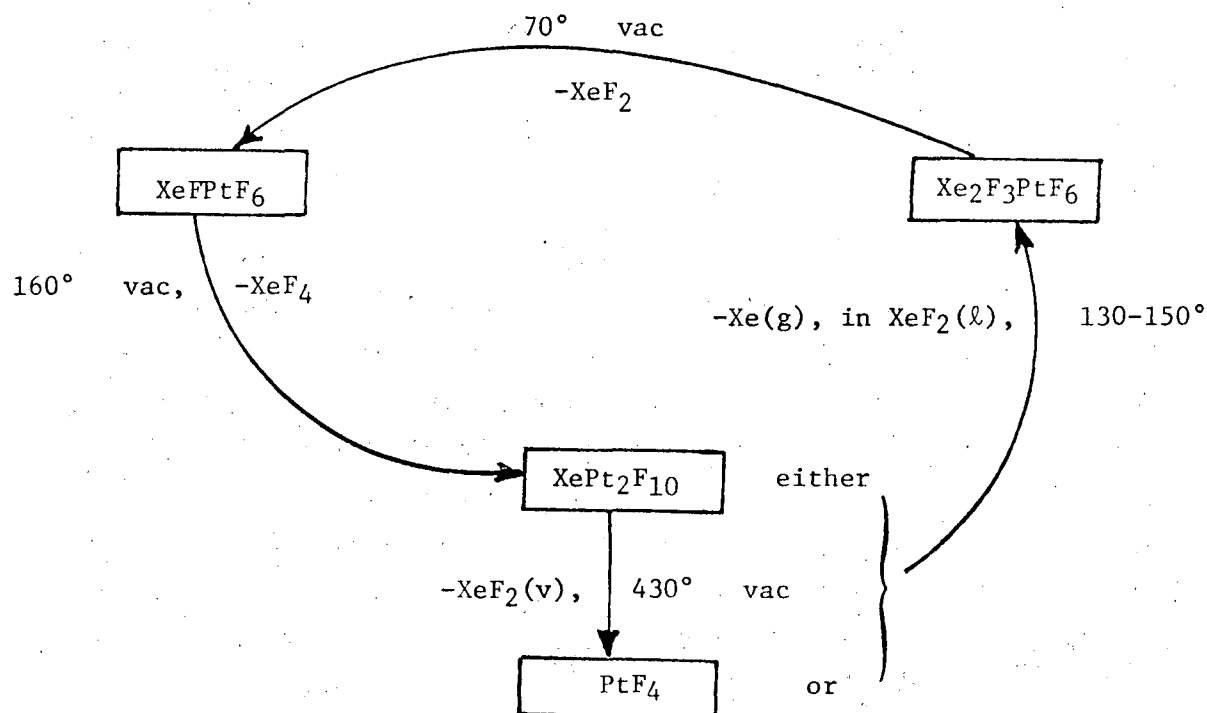 70° vac
-XeF2
XeFPtF6
Xe2F3PtF6
160° vac, -XeF4
-Xe(g), in XeF2(ℓ), 130-150°
XePt2F10 either
-XeF2(v), 430° vac
PtF4 or